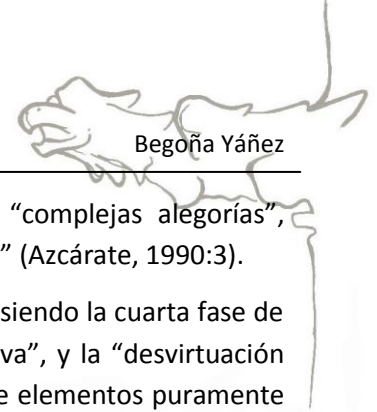 Begoña Yáñez
“complejas alegorías”,
” (Azcárate, 1990:3).
siendo la cuarta fase de
va”, y la “desvirtuación
e elementos puramente